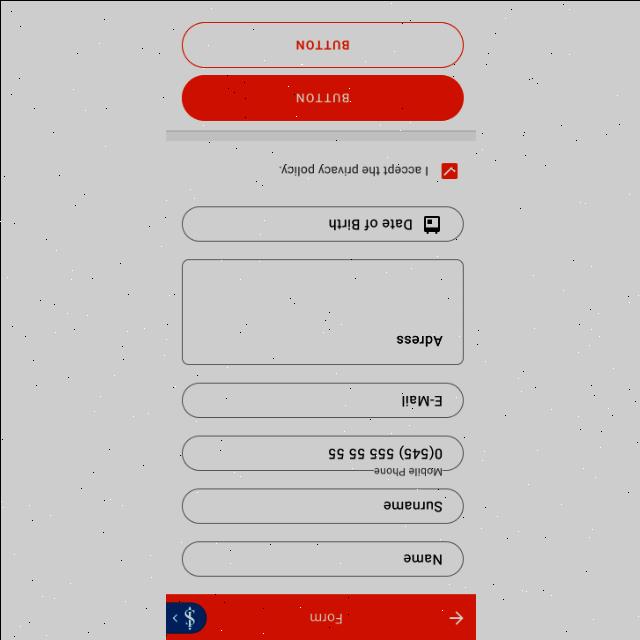 Form
Name
Surname
Mobile Phone
0(545) 555 55 55
E-Mail
Adress
Date of Birth
I accept the privacy policy.
BUTTON
BUTTON